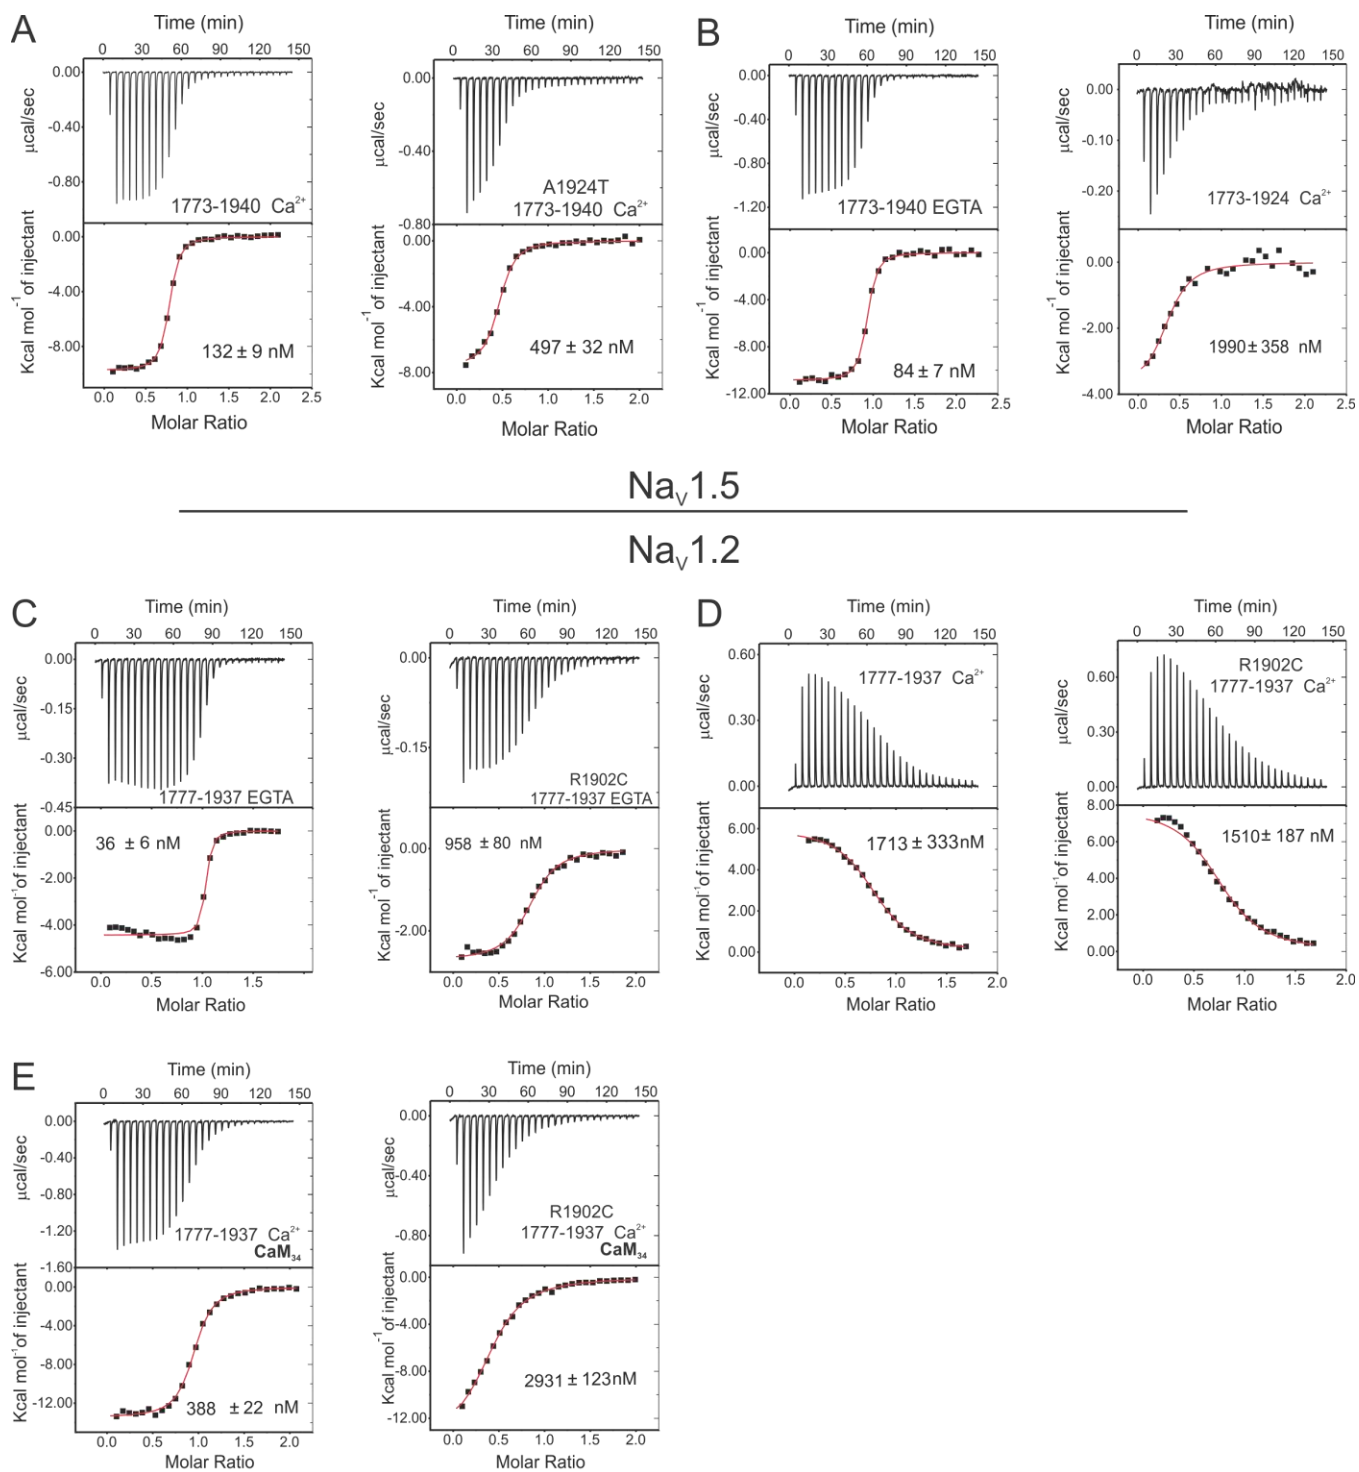 A
Time (min)
0 30 60 90 120 150
0.00
-0.40
-0.80
μcal/sec
1773-1940 Ca²⁺
0.00
-4.00
-8.00
Kcal mol⁻¹ of injectant
132 ± 9 nM
0.0 0.5 1.0 1.5 2.0 2.5
Molar Ratio
Time (min)
0 30 60 90 120 150
0.00
-0.40
-0.80
μcal/sec
A1924T
1773-1940 Ca²⁺
0.00
-4.00
-8.00
Kcal mol⁻¹ of injectant
497 ± 32 nM
0.0 0.5 1.0 1.5 2.0
Molar Ratio
B
Time (min)
0 30 60 90 120 150
0.00
-0.40
-0.80
-1.20
μcal/sec
1773-1940 EGTA
0.00
-4.00
-8.00
-12.00
Kcal mol⁻¹ of injectant
84 ± 7 nM
0.0 0.5 1.0 1.5 2.0 2.5
Molar Ratio
Time (min)
0 30 60 90 120 150
0.00
-0.10
-0.20
μcal/sec
1773-1924 Ca²⁺
0.00
-2.00
-4.00
Kcal mol⁻¹ of injectant
1990 ± 358 nM
0.0 0.5 1.0 1.5 2.0 2.5
Molar Ratio
Naᵥ1.5
Naᵥ1.2
C
Time (min)
0 30 60 90 120 150
0.00
-0.15
-0.30
-0.45
μcal/sec
1777-1937 EGTA
0.00
-2.00
-4.00
-6.00
Kcal mol⁻¹ of injectant
36 ± 6 nM
0.0 0.5 1.0 1.5
Molar Ratio
Time (min)
0 30 60 90 120 150
0.00
-0.15
μcal/sec
R1902C
1777-1937 EGTA
0.00
-2.00
Kcal mol⁻¹ of injectant
958 ± 80 nM
0.0 0.5 1.0 1.5 2.0
Molar Ratio
D
Time (min)
0 30 60 90 120 150
0.60
0.30
0.00
μcal/sec
1777-1937 Ca²⁺
6.00
4.00
2.00
0.00
Kcal mol⁻¹of injectant
1713 ± 333 nM
0.0 0.5 1.0 1.5 2.0
Molar Ratio
Time (min)
0 30 60 90 120 150
0.60
0.30
0.00
μcal/sec
R1902C
1777-1937 Ca²⁺
8.00
6.00
4.00
2.00
0.00
Kcal mol⁻¹of injectant
1510 ± 187 nM
0.0 0.5 1.0 1.5 2.0
Molar Ratio
E
Time (min)
0 30 60 90 120 150
0.00
-0.40
-0.80
-1.20
-1.60
μcal/sec
1777-1937 Ca²⁺
CaM₃₄
0.00
-4.00
-8.00
-12.00
Kcal mol⁻¹of injectant
388 ± 22 nM
0.0 0.5 1.0 1.5 2.0
Molar Ratio
Time (min)
0 30 60 90 120 150
0.00
-0.40
-0.80
μcal/sec
R1902C
1777-1937 Ca²⁺
CaM₃₄
0.00
-4.00
-8.00
-12.00
Kcal mol⁻¹ of injectant
2931 ± 123 nM
0.0 0.5 1.0 1.5 2.0
Molar Ratio